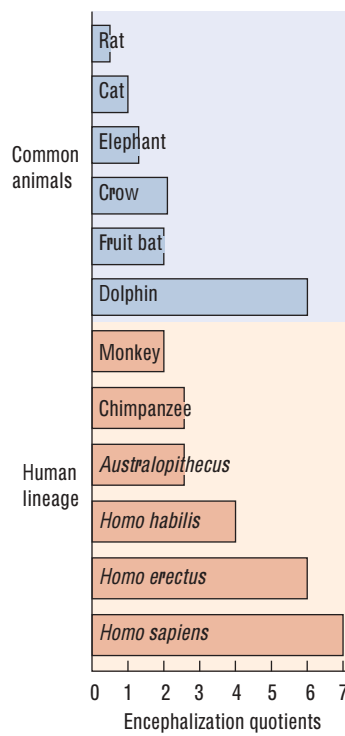 Rat
Cat
Elephant
Common
animals
Crow
Fruit bat
Dolphin
Monkey
Chimpanzee
Australopithecus
Human
lineage
Homo habilis
Homo erectus
Homo sapiens
0 1 2 3 4 5 6 7
Encephalization quotients